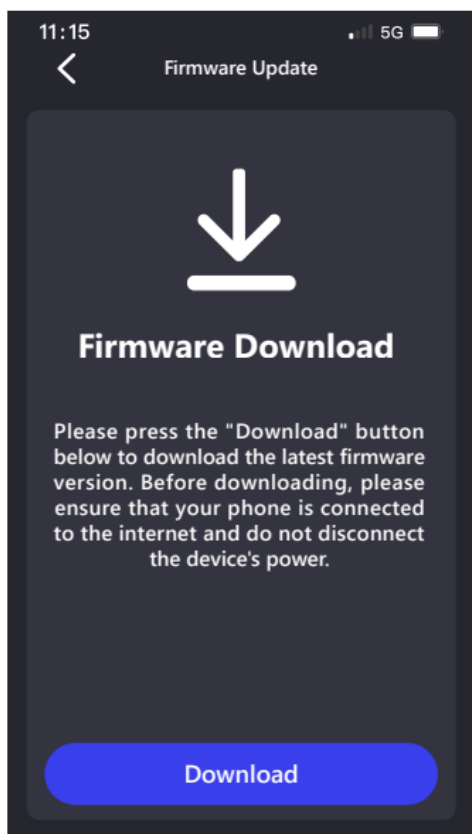 11:15
5G
Firmware Update
Firmware Download
Please press the "Download" button
below to download the latest firmware
version. Before downloading, please
ensure that your phone is connected
to the internet and do not disconnect
the device's power.
Download